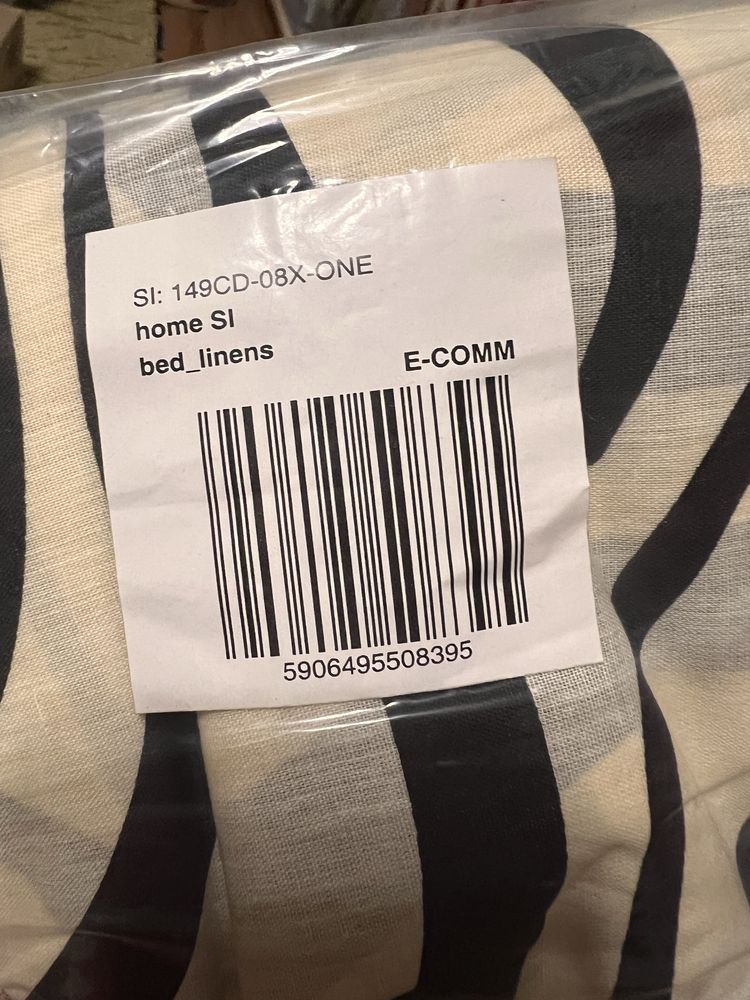 SI: 149CD-08X-ONE
home SI
bed_linens
E-COMM
5906495508395